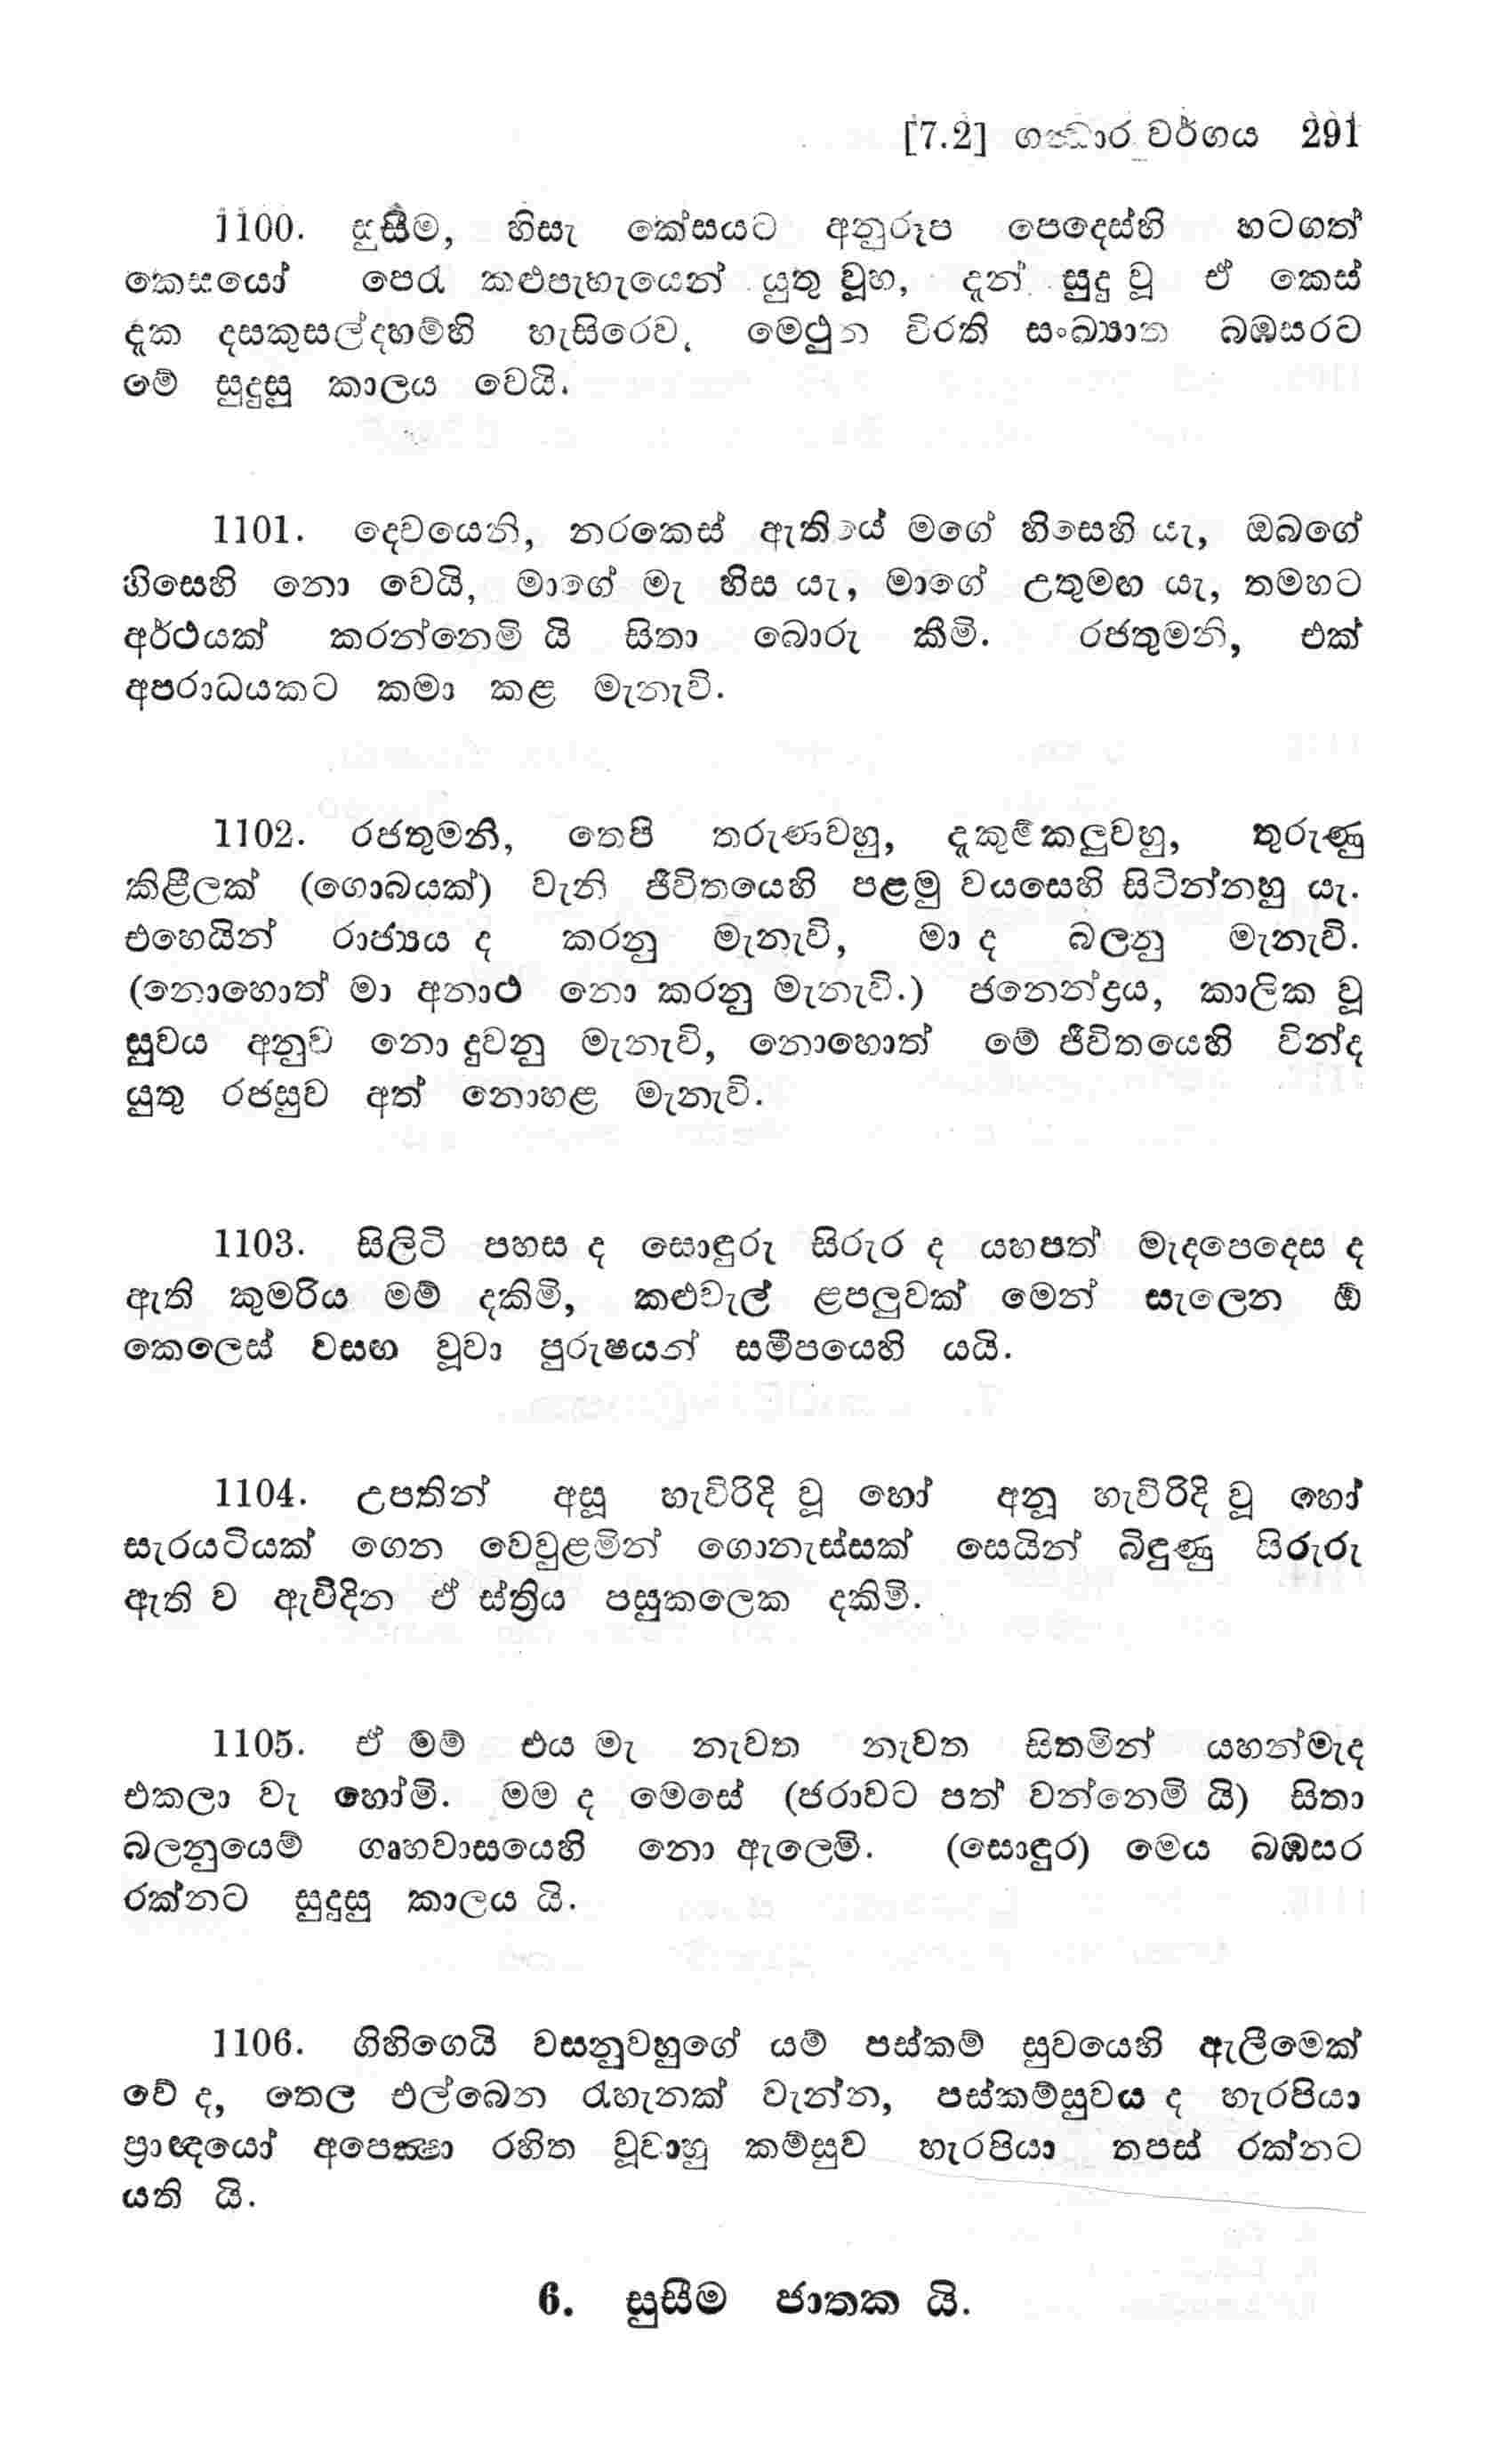 [7.2] ගන්ධාර වර්ගය 291
1100. සුසීම, හිසැ කේසයට අනුරූප පෙදෙස්හි හටගත්
කෙසයෝ පෙරැ කළුපැහැයෙන් යුතු වූහ, දැන් සුදු වූ ඒ කෙස්
දැක දසකුසල්දහම්හි හැසිරෙව, මෙථුන විරති සංඛ්‍යාත බඹසරට
මේ සුදුසු කාලය වෙයි.
1101. දෙවයෙනි, නරකෙස් ඇතියේ මගේ හිසෙහි යැ, ඔබගේ
හිසෙහි නො වෙයි, මාගේ මැ හිස යැ, මාගේ උතුමඟ යැ, තමහට
අර්ථයක් කරන්නෙමි යි සිතා බොරු කීමි. රජතුමනි, එක්
අපරාධයකට කමා කළ මැනැවි.
1102. රජතුමනි, තෙපි තරුණවහු, දැකුම්කලුවහු, තුරුණු
කිළිලක් (ගොබයක්) වැනි ජීවිතයෙහි පළමු වයසෙහි සිටින්නහු යැ.
එහෙයින් රාජ්‍යය ද කරනු මැනැවි, මා ද බලනු මැනැවි.
(නොහොත් මා අනාථ නො කරනු මැනැවි.) ජනෙන්ද්‍රය, කාලික වූ
සුවය අනුව නො දුවනු මැනැවි, නොහොත් මේ ජීවිතයෙහි වින්ද
යුතු රජසුව අත් නොහළ මැනැවි.
1103. සිලිටි පහස ද සොඳුරු සිරුර ද යහපත් මැදපෙදෙස ද
ඇති කුමරිය මම් දකිමි, කළුවැල් ළපලුවක් මෙන් සැලෙන ඕ
කෙලෙස් වසඟ වූවා පුරුෂයන් සමීපයෙහි යයි.
1104. උපතින් අසූ හැවිරිදි වූ හෝ අනූ හැවිරිදි වූ හෝ
සැරයටියක් ගෙන වෙවුළමින් ගොනැස්සක් සෙයින් බිඳුණු සිරුරු
ඇති ව ඇවිදින ඒ ස්ත්‍රිය පසුකලෙක දකිමි.
1105. ඒ මම් එය මැ නැවත නැවත සිතමින් යහන්මැද
එකලා වැ හෝමි. මම ද මෙසේ (ජරාවට පත් වන්නෙමි යි) සිතා
බලනුයෙම් ගෘහවාසයෙහි නො ඇලෙමි. (සොඳුර) මෙය බඹසර
රක්නට සුදුසු කාලය යි.
1106. ගිහිගෙයි වසනුවහුගේ යම් පස්කම් සුවයෙහි ඇලීමෙක්
වේ ද, තෙල එල්බෙන රැහැනක් වැන්න, පස්කම්සුවය ද හැරපියා
ප්‍රාඥයෝ අපෙක්‍ෂා රහිත වූවාහු කම්සුව හැරපියා තපස් රක්නට
යති යි.
6. සුසීම ජාතක යි.